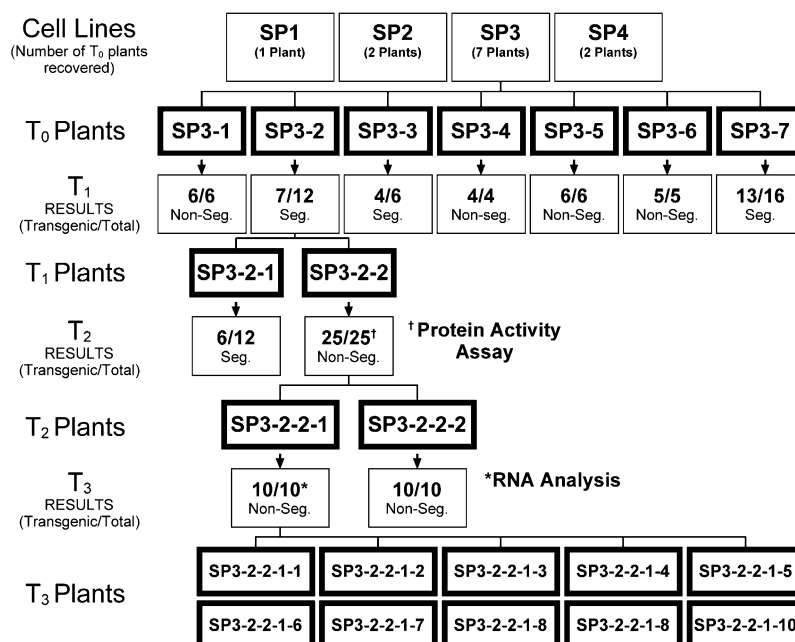 Cell Lines
(Number of T₀ plants
recovered)
SP1
(1 Plant)
SP2
(2 Plants)
SP3
(7 Plants)
SP4
(2 Plants)
T₀ Plants
SP3-1
SP3-2
SP3-3
SP3-4
SP3-5
SP3-6
SP3-7
T₁
RESULTS
(Transgenic/Total)
6/6
Non-Seg.
7/12
Seg.
4/6
Seg.
4/4
Non-seg.
6/6
Non-Seg.
5/5
Non-Seg.
13/16
Seg.
T₁ Plants
SP3-2-1
SP3-2-2
T₂
RESULTS
(Transgenic/Total)
6/12
Seg.
25/25†
Non-Seg.
†Protein Activity
Assay
T₂ Plants
SP3-2-2-1
SP3-2-2-2
T₃
RESULTS
(Transgenic/Total)
10/10*
Non-Seg.
10/10
Non-Seg.
*RNA Analysis
T₃ Plants
SP3-2-2-1-1
SP3-2-2-1-2
SP3-2-2-1-3
SP3-2-2-1-4
SP3-2-2-1-5
SP3-2-2-1-6
SP3-2-2-1-7
SP3-2-2-1-8
SP3-2-2-1-8
SP3-2-2-1-10